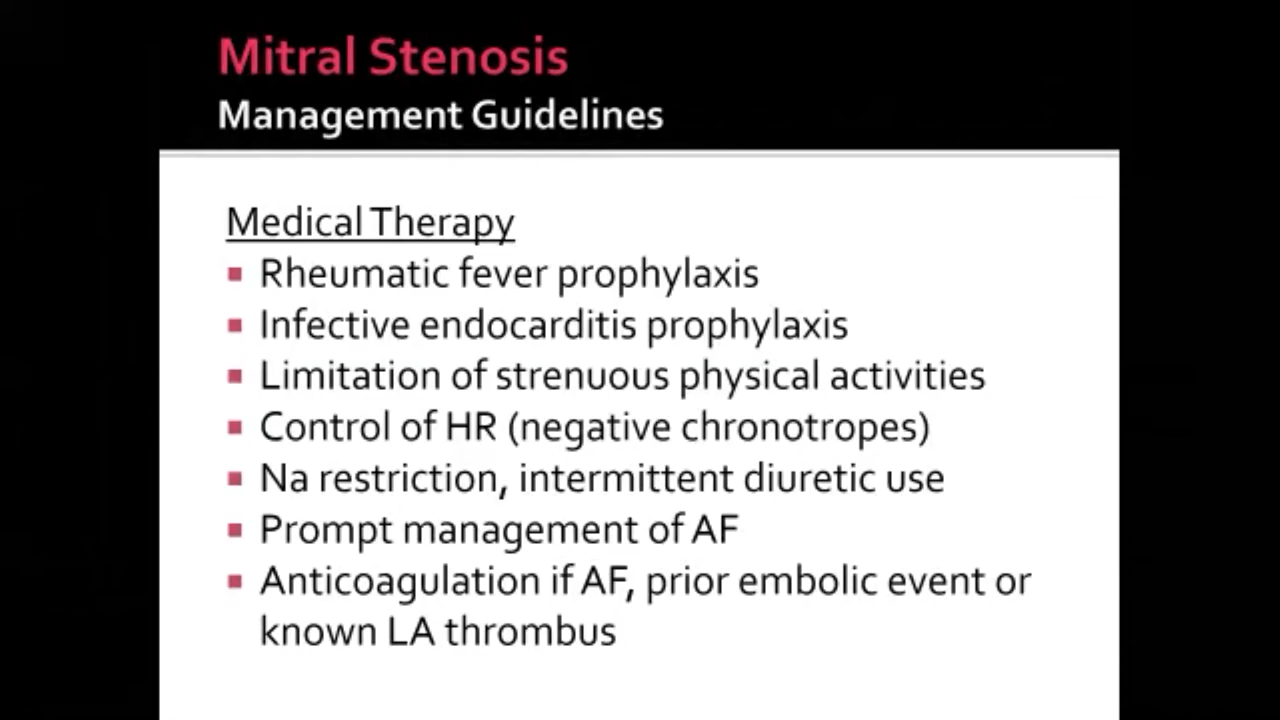 Mitral Stenosis
Management Guidelines
Medical Therapy
▪ Rheumatic fever prophylaxis
▪ Infective endocarditis prophylaxis
▪ Limitation of strenuous physical activities
▪ Control of HR (negative chronotropes)
▪ Na restriction, intermittent diuretic use
▪ Prompt management of AF
▪ Anticoagulation if AF, prior embolic event or
known LA thrombus